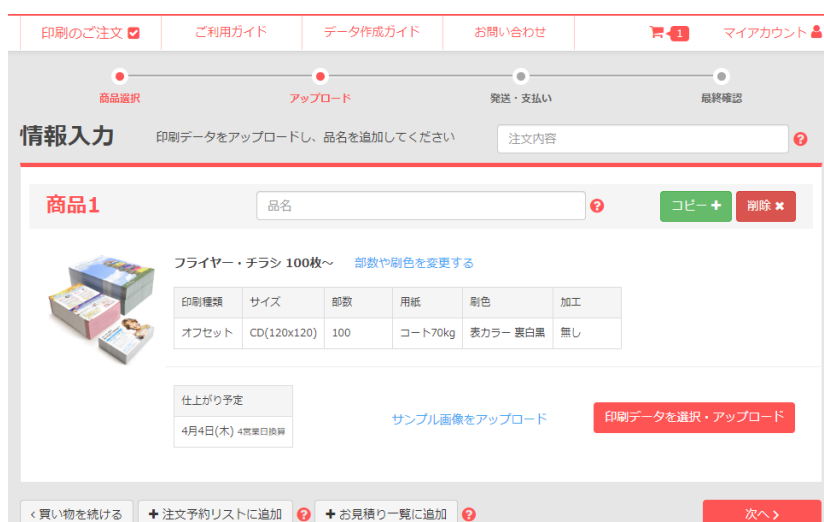 印刷のご注文 ご利用ガイド データ作成ガイド お問い合わせ 1 マイアカウント
商品選択 アップロード 発送・支払い 最終確認
情報入力 印刷データをアップロードし、品名を追加してください 注文内容 ?
商品1 品名 ? コピー 削除
フライヤー・チラシ 100枚～ 部数や刷色を変更する
印刷種類 サイズ 部数 用紙 刷色 加工
オフセット CD(120x120) 100 コート70kg 表カラー 裏白黒 無し
仕上がり予定
4月4日(木) 4営業日換算
サンプル画像をアップロード 印刷データを選択・アップロード
買い物を続ける 注文予約リストに追加 ? お見積り一覧に追加 ? 次へ